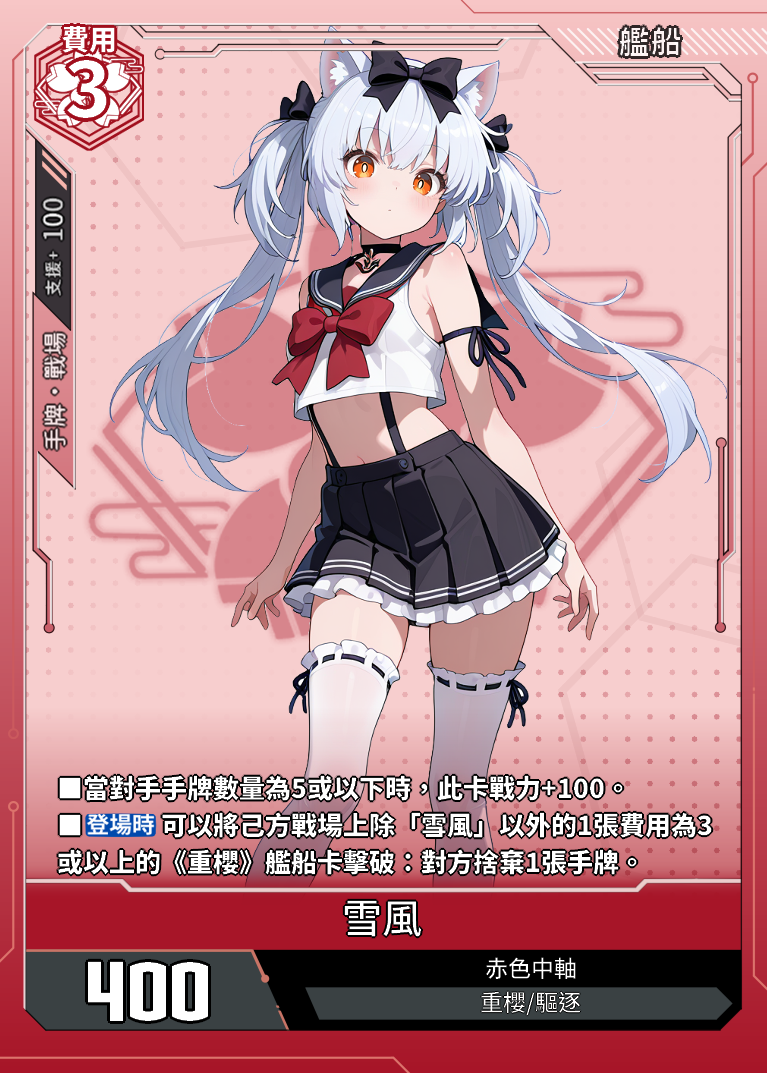 費用
3
艦船
支援+ 100
手牌・戰場
■當對手手牌數量為5或以下時，此卡戰力+100。
■登場時 可以將己方戰場上除「雪風」以外的1張費用為3
或以上的《重櫻》艦船卡擊破：對方捨棄1張手牌。
雪風
400
赤色中軸
重櫻/驅逐